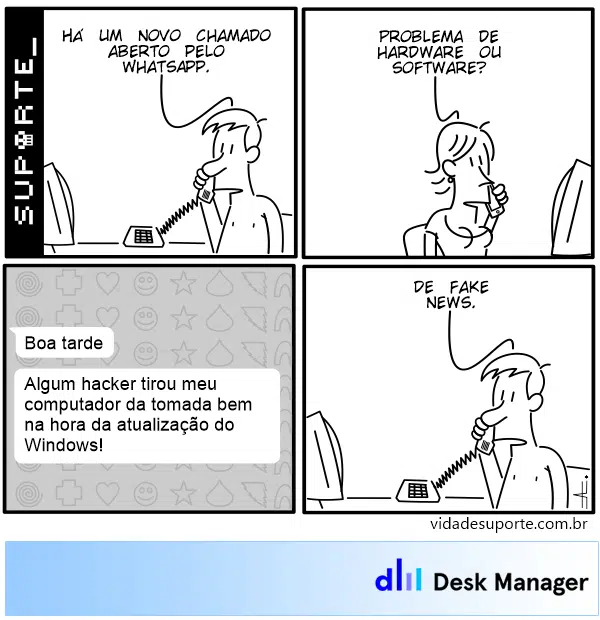 SUPORTE_
HÁ UM NOVO CHAMADO
ABERTO PELO
WHATSAPP.
PROBLEMA DE
HARDWARE OU
SOFTWARE?
Boa tarde
Algum hacker tirou meu
computador da tomada bem
na hora da atualização do
Windows!
DE FAKE
NEWS.
vidadesuporte.com.br
Desk Manager